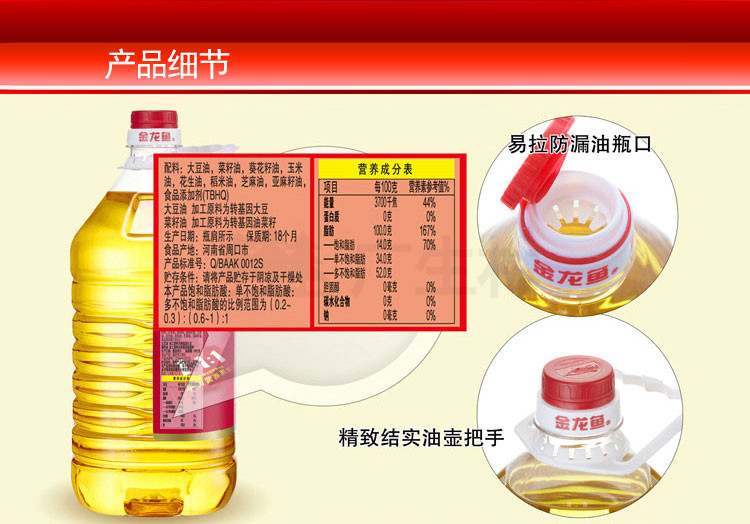 产品细节
金龙鱼
配料：大豆油，菜籽油，葵花籽油，玉米
油，花生油，稻米油，芝麻油，亚麻籽油，
食品添加剂(TBHQ)
大豆油 加工原料为转基因大豆
菜籽油 加工原料为转基因油菜籽
生产日期：瓶肩所示 保质期：18个月
食品产地：河南省周口市
产品标准号：Q/BAAK 0012S
贮存条件：请将产品贮存于阴凉及干燥处
本产品饱和脂肪酸：单不饱和脂肪酸：
多不饱和脂肪酸的比例范围为(0.2~
0.3)：(0.6~1)：1
营养成分表
项目 每100克 营养素参考值%
能量 3700千焦 44%
蛋白质 0克 0%
脂肪 100.0克 167%
—饱和脂肪 14.0克 70%
—单不饱和脂肪 34.0克
—多不饱和脂肪 52.0克
胆固醇 0毫克 0%
碳水化合物 0克 0%
钠 0毫克 0%
易拉防漏油瓶口
金龙鱼
金龙鱼
精致结实油壶把手